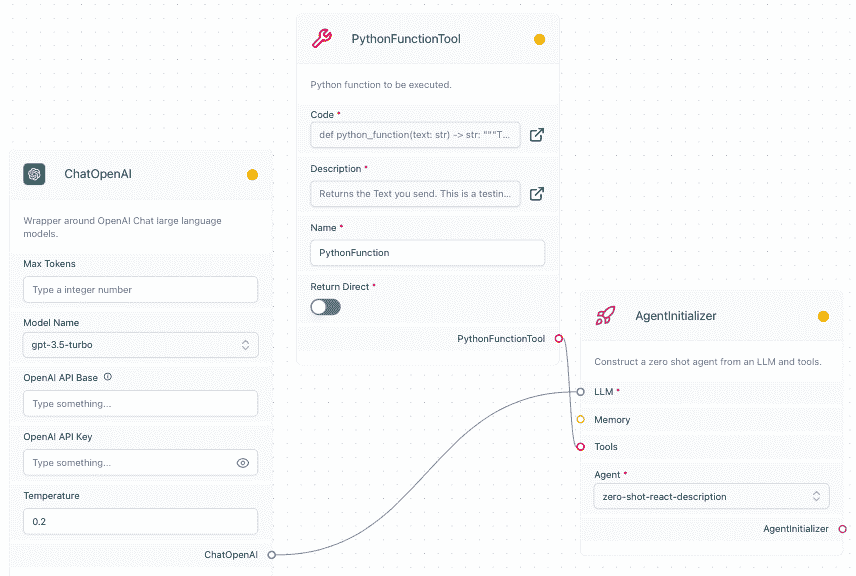 PythonFunctionTool
Python function to be executed.
Code *
def python_function(text: str) -> str: """T...
Description *
Returns the Text you send. This is a testin...
Name *
PythonFunction
Return Direct *
PythonFunctionTool
ChatOpenAI
Wrapper around OpenAI Chat large language
models.
Max Tokens
Type a integer number
Model Name
gpt-3.5-turbo
OpenAI API Base
Type something...
OpenAI API Key
Type something...
Temperature
0.2
ChatOpenAI
AgentInitializer
Construct a zero shot agent from an LLM and tools.
LLM *
Memory
Tools
Agent *
zero-shot-react-description
AgentInitializer